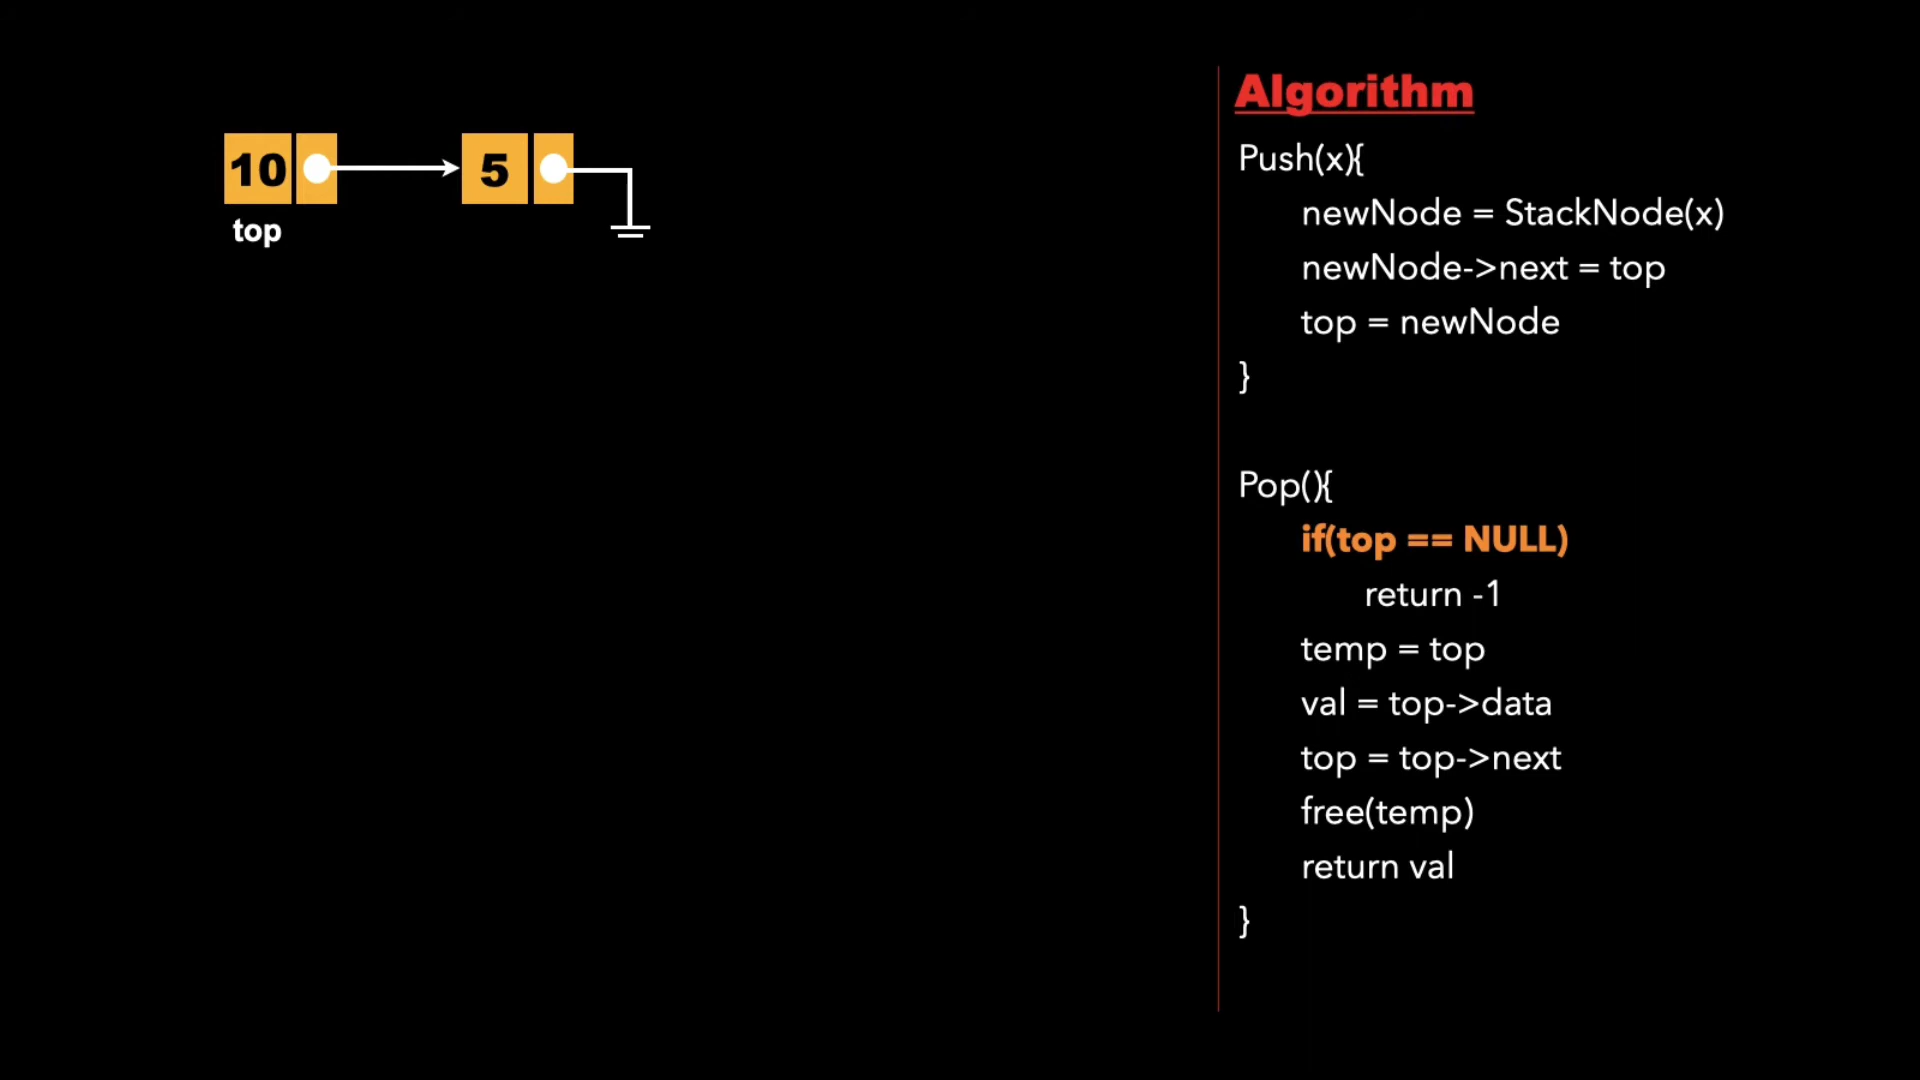 10 5
top
Algorithm
Push(x){
newNode = StackNode(x)
newNode->next = top
top = newNode
}
Pop(){
if(top == NULL)
return -1
temp = top
val = top->data
top = top->next
free(temp)
return val
}